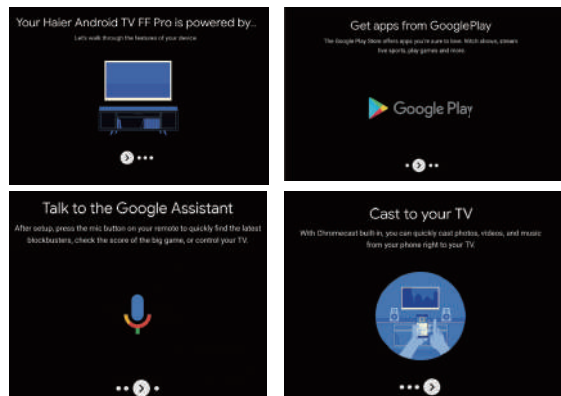 Your Haier Android TV FF Pro is powered by...
Let's walk through the features of your device.
Get apps from GooglePlay
The Google Play Store offers apps you're sure to love. Witch ahows, stream
live sports, play games and more.
Google Play
Talk to the Google Assistant
After setup, press the mic button on your remote to quickly find the latest
blockbusters, check the score of the big game, or control your TV.
Cast to your TV
With Chromecast built-in, you can quickly cast photos, videos, and music
from your phone right to your TV.